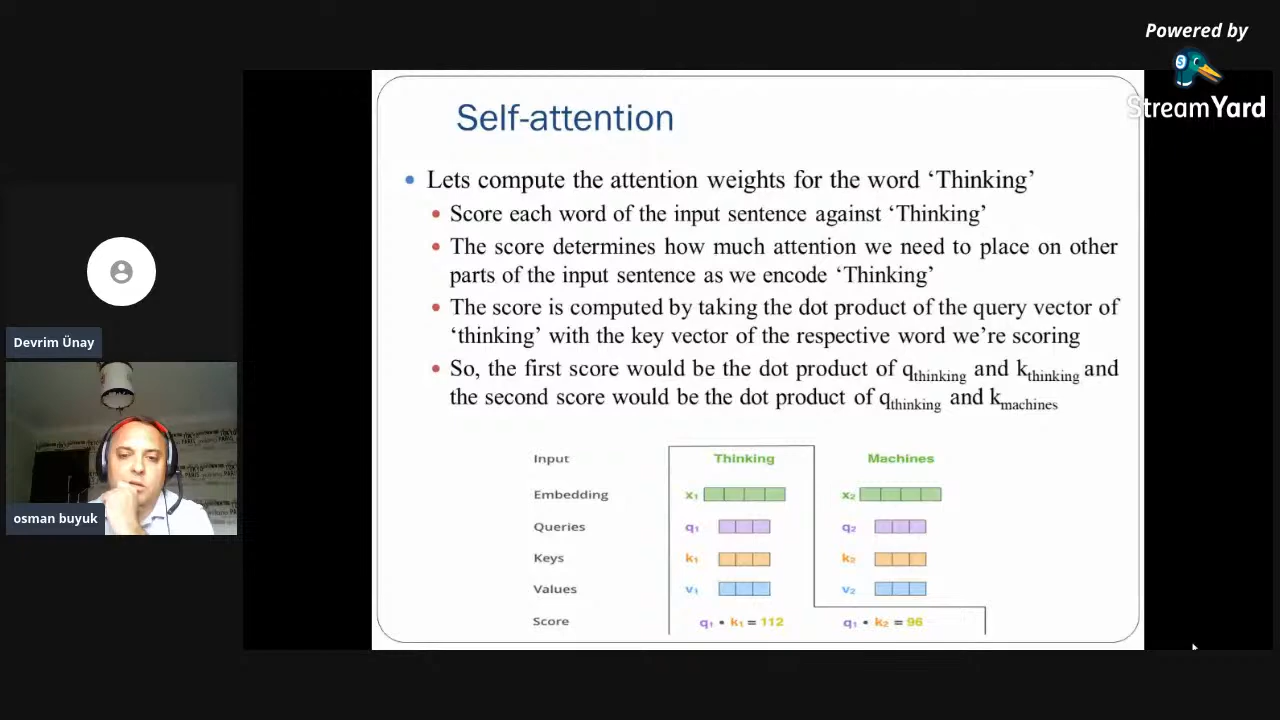 Powered by
StreamYard
Self-attention
Lets compute the attention weights for the word ‘Thinking’
Score each word of the input sentence against ‘Thinking’
The score determines how much attention we need to place on other
parts of the input sentence as we encode ‘Thinking’
The score is computed by taking the dot product of the query vector of
‘thinking’ with the key vector of the respective word we’re scoring
So, the first score would be the dot product of qthinking and kthinking and
the second score would be the dot product of qthinking and kmachines
Input Thinking Machines
Embedding x1 x2
Queries q1 q2
Keys k1 k2
Values v1 v2
Score q1 • k1 = 112 q1 • k2 = 96
Devrim Ünay
osman buyuk